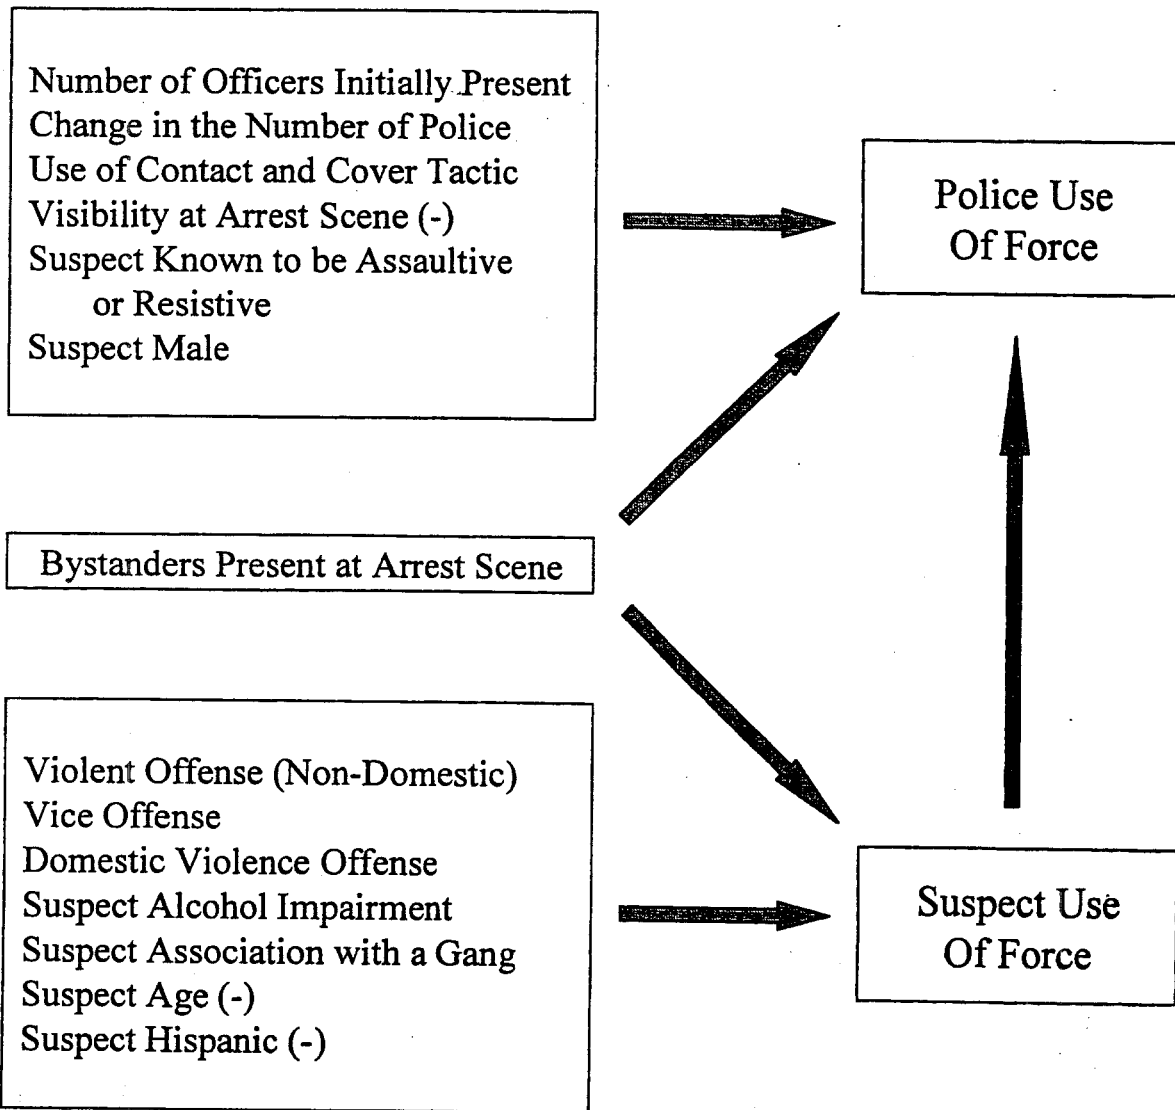 Number of Officers Initially Present
Change in the Number of Police
Use of Contact and Cover Tactic
Visibility at Arrest Scene (-)
Suspect Known to be Assaultive
or Resistive
Suspect Male
Police Use
Of Force
Bystanders Present at Arrest Scene
Violent Offense (Non-Domestic)
Vice Offense
Domestic Violence Offense
Suspect Alcohol Impairment
Suspect Association with a Gang
Suspect Age (-)
Suspect Hispanic (-)
Suspect Use
Of Force